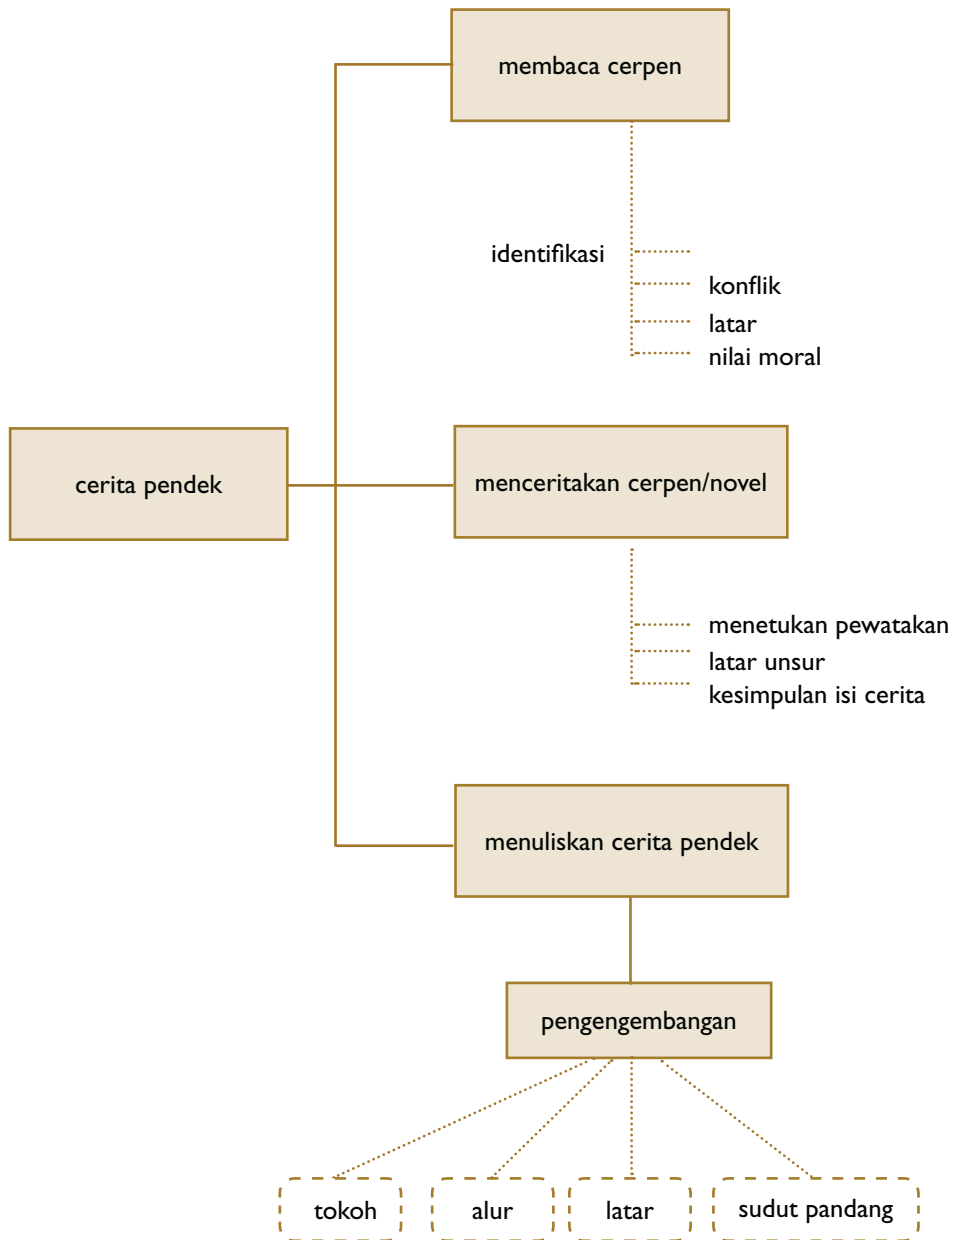 membaca cerpen
identifikasi
konflik
latar
nilai moral
cerita pendek
menceritakan cerpen/novel
menetukan pewatakan
latar unsur
kesimpulan isi cerita
menuliskan cerita pendek
pengengembangan
tokoh
alur
latar
sudut pandang